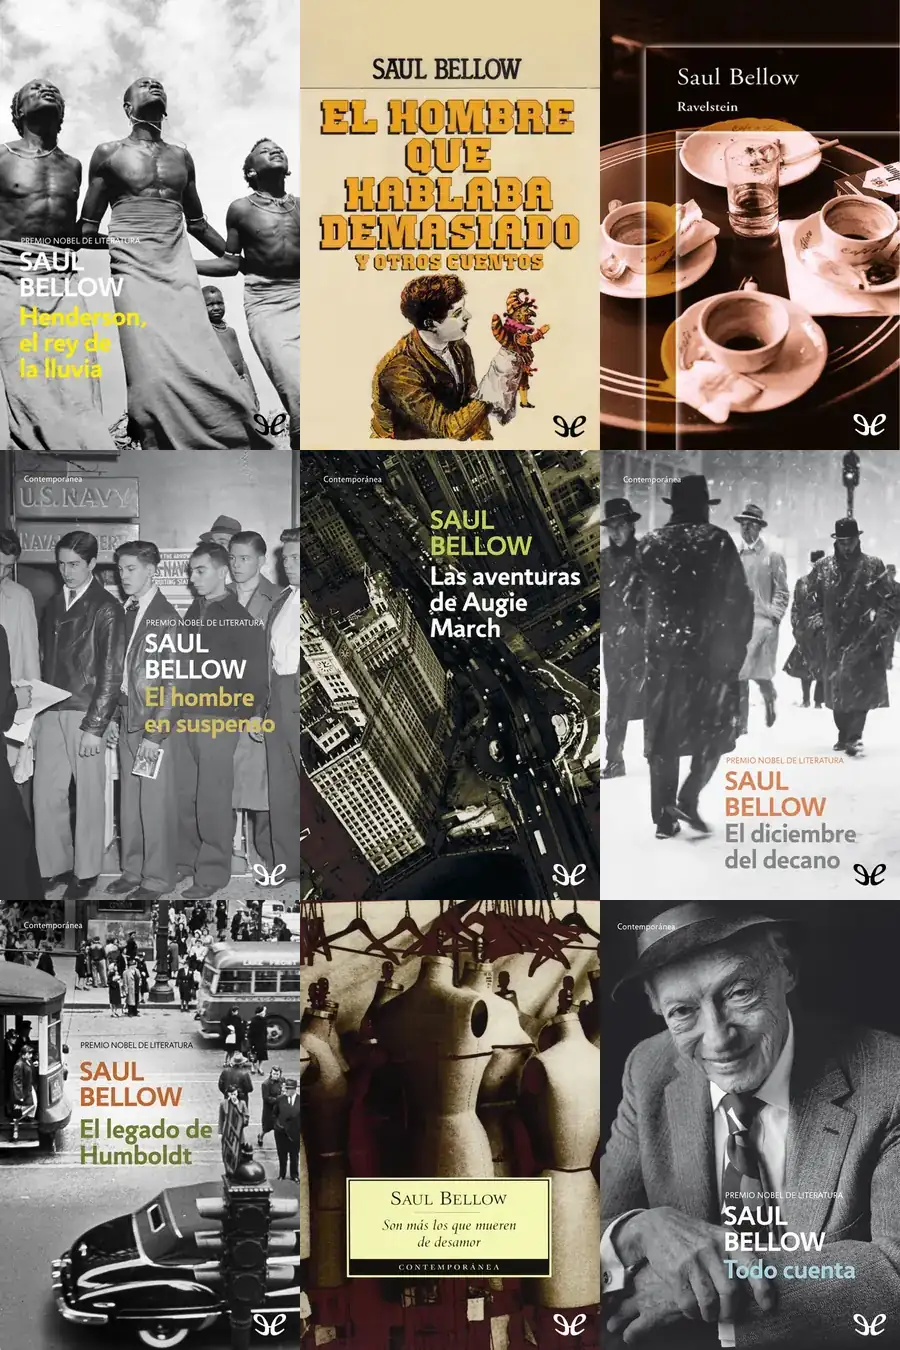 PREMIO NOBEL DE LITERATURA
SAUL
BELLOW
Henderson,
el rey de
la lluvia
SAUL BELLOW
EL HOMBRE
QUE
HABLABA
DEMASIADO
Y OTROS CUENTOS
Saul Bellow
Ravelstein
Contemporánea
U.S. NAVY
PREMIO NOBEL DE LITERATURA
SAUL
BELLOW
El hombre
en suspenso
Contemporánea
SAUL
BELLOW
Las aventuras
de Augie
March
Contemporánea
PREMIO NOBEL DE LITERATURA
SAUL
BELLOW
El diciembre
del decano
Contemporánea
PREMIO NOBEL DE LITERATURA
SAUL
BELLOW
El legado de
Humboldt
SAUL BELLOW
Son más los que mueren
de desamor
CONTEMPORÁNEA
Contemporánea
PREMIO NOBEL DE LITERATURA
SAUL
BELLOW
Todo cuenta